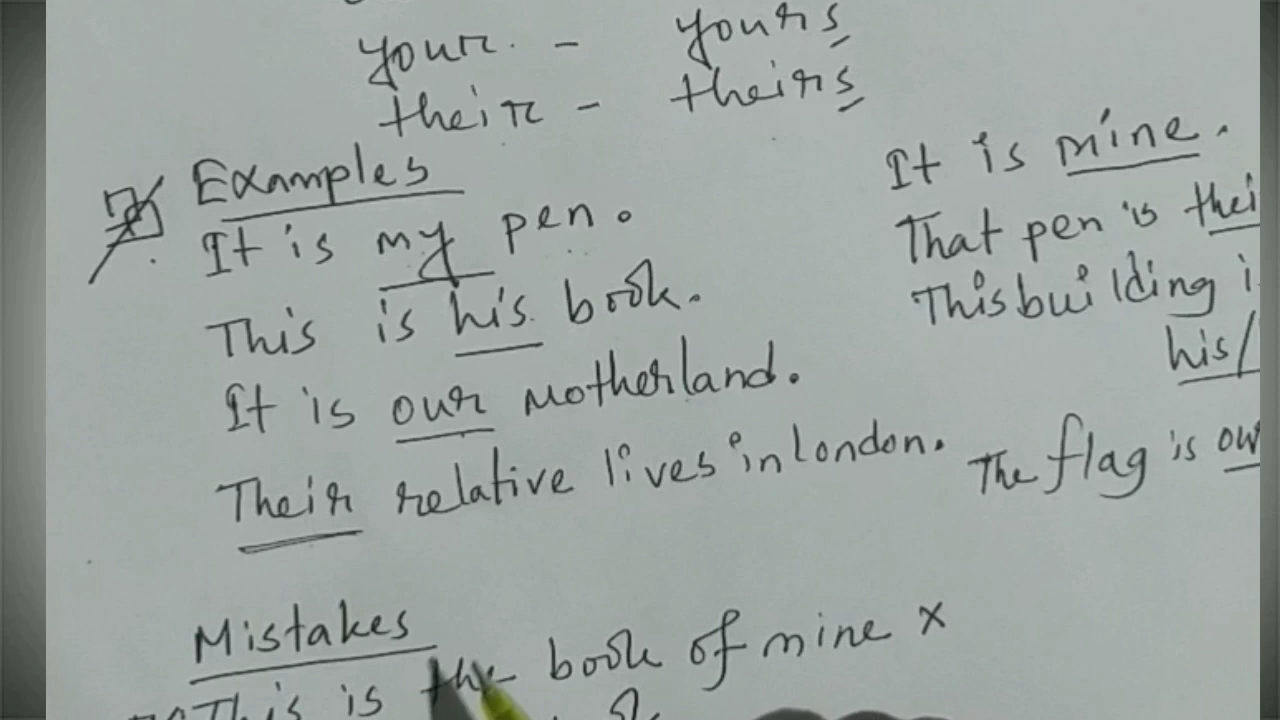 your - yours
their - theirs
Examples
It is my pen.
This is his book.
It is our Motherland.
Their relative lives in London.
It is mine.
That pen is thei
This building i
his/
The flag is ou
Mistakes
This is the book of mine x